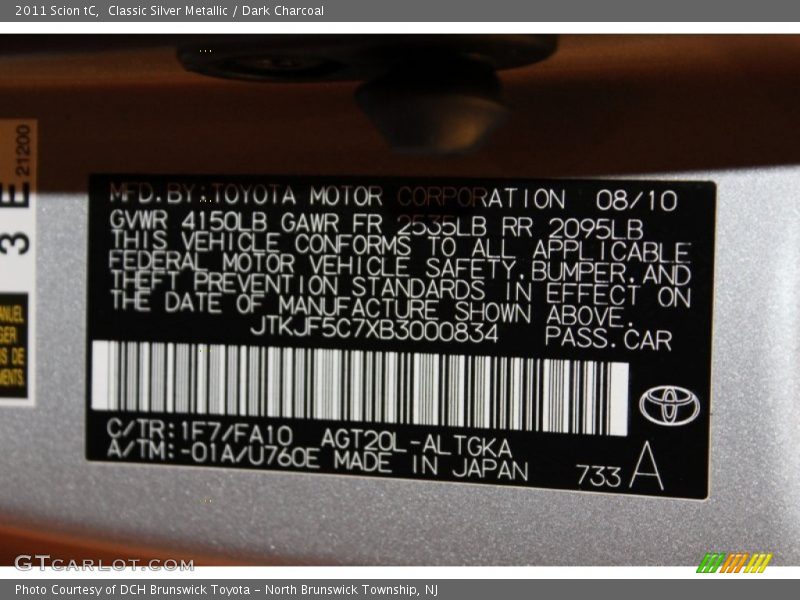 2011 Scion tC,  Classic Silver Metallic / Dark Charcoal
3 E 21200
MFD.BY:TOYOTA MOTOR CORPORATION 08/10
GVWR 4150LB GAWR FR 2535LB RR 2095LB
THIS VEHICLE CONFORMS TO ALL APPLICABLE
FEDERAL MOTOR VEHICLE SAFETY,BUMPER,AND
THEFT PREVENTION STANDARDS IN EFFECT ON
THE DATE OF MANUFACTURE SHOWN ABOVE.
JTKJF5C7XB3000834 PASS.CAR
C/TR:1F7/FA10 AGT20L-ALTGKA
A/TM:-01A/U760E MADE IN JAPAN
733 A
GTCARLOT.COM
Photo Courtesy of DCH Brunswick Toyota – North Brunswick Township, NJ